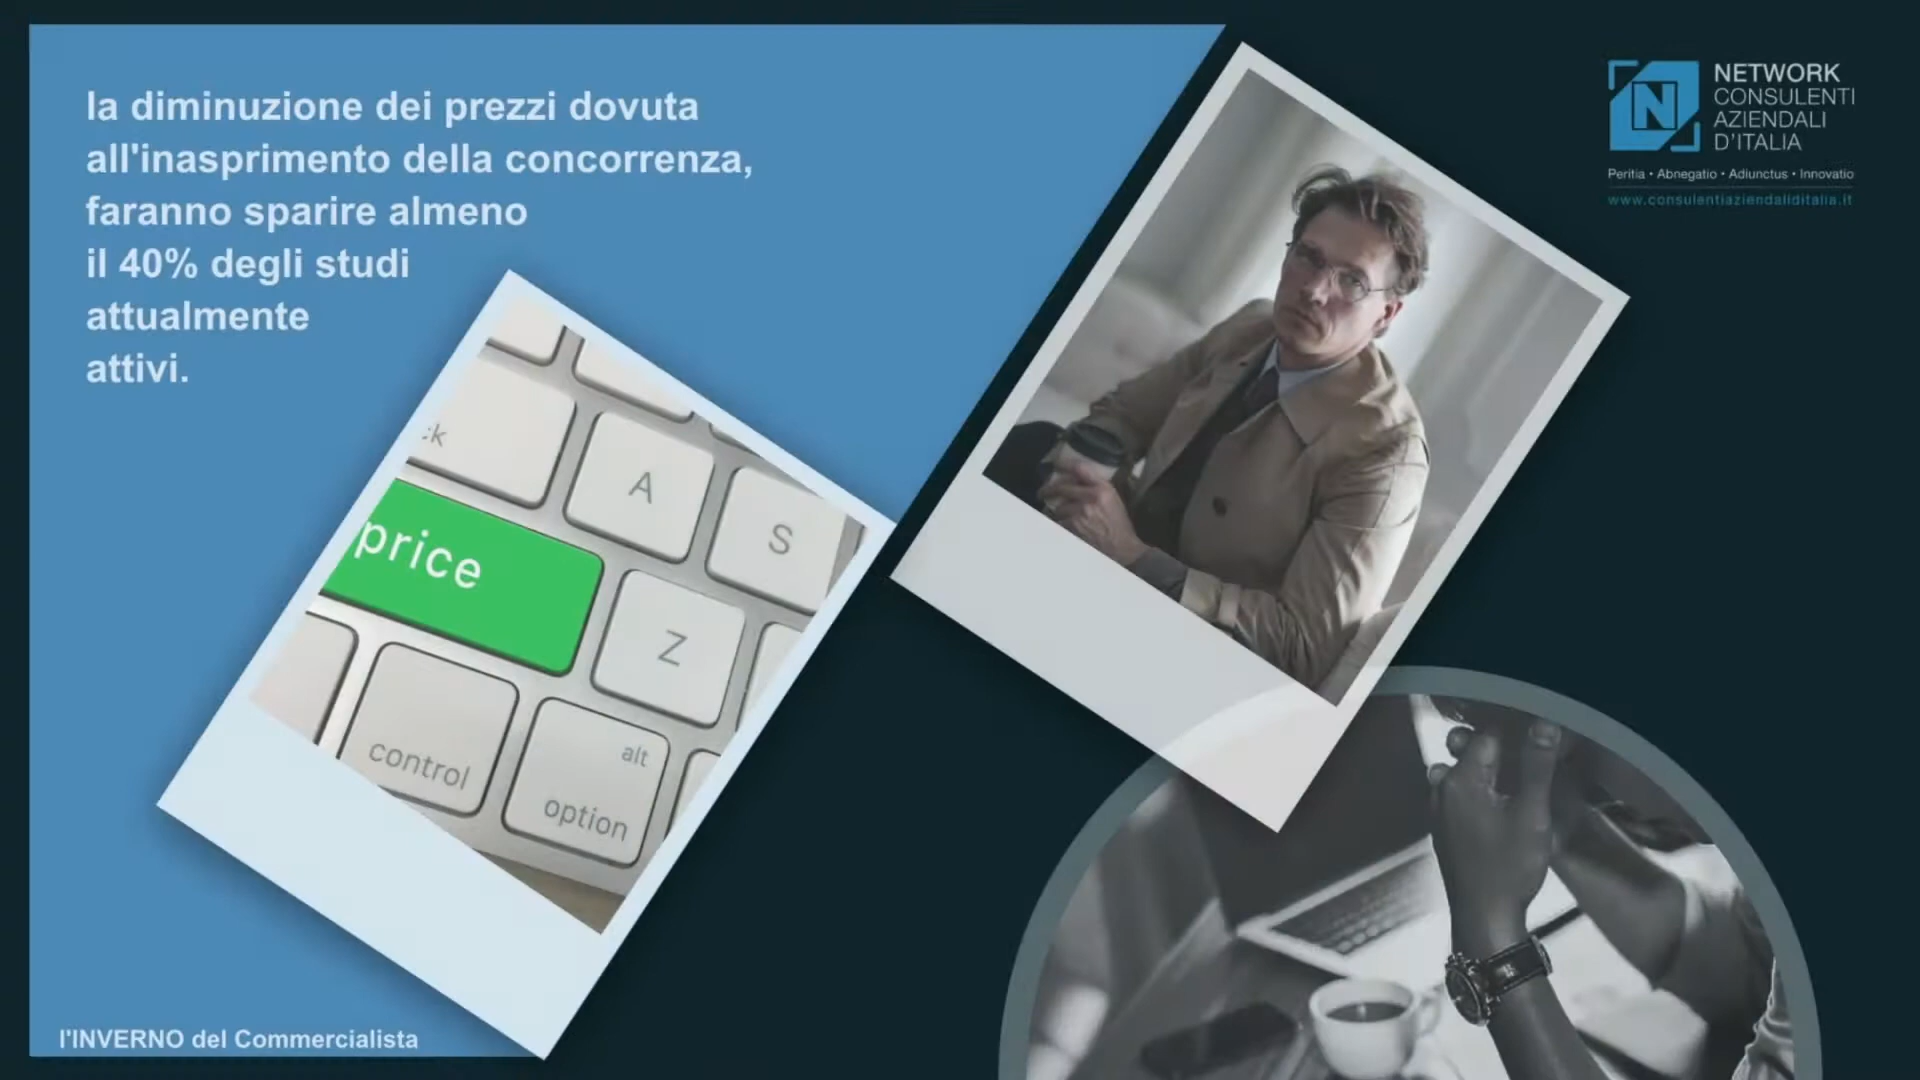 la diminuzione dei prezzi dovuta
all'inasprimento della concorrenza,
faranno sparire almeno
il 40% degli studi
attualmente
attivi.
NETWORK
CONSULENTI
AZIENDALI
D'ITALIA
Peritia • Abnegatio • Adiunctus • Innovatio
www.consulentiaziendaliditalia.it
N
A
S
price
Z
control
alt
option
l'INVERNO del Commercialista